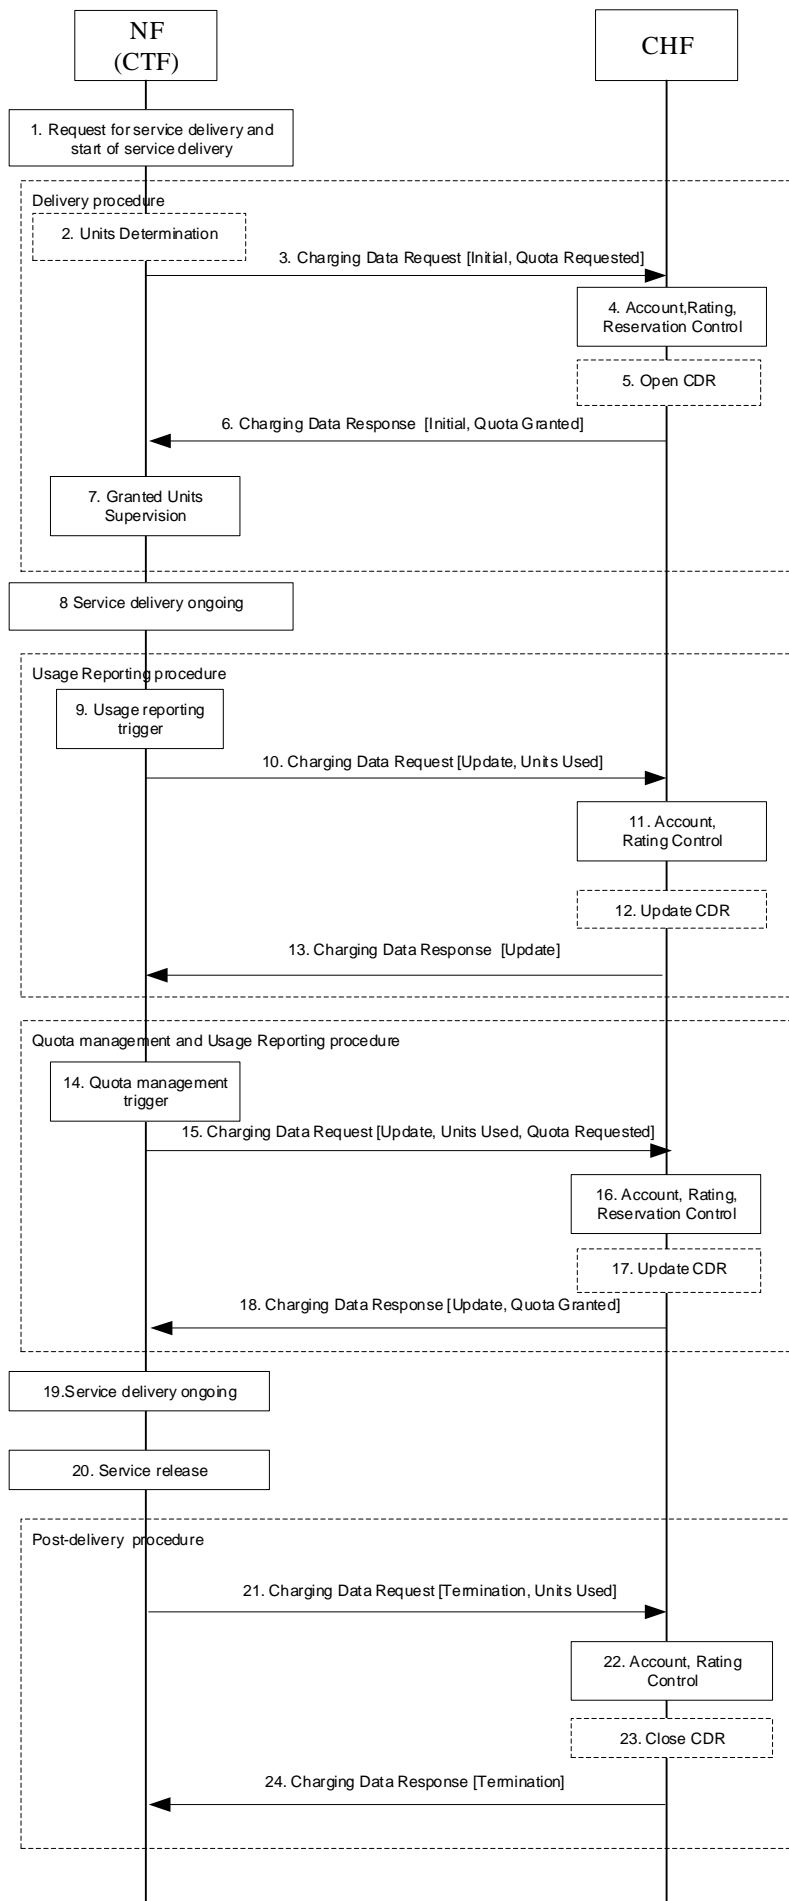 NF
(CTF)
CHF
1. Request for service delivery and
start of service delivery
Delivery procedure
2. Units Determination
3. Charging Data Request [Initial, Quota Requested]
4. Account,Rating,
Reservation Control
5. Open CDR
6. Charging Data Response [Initial, Quota Granted]
7. Granted Units
Supervision
8 Service delivery ongoing
Usage Reporting procedure
9. Usage reporting
trigger
10. Charging Data Request [Update, Units Used]
11. Account,
Rating Control
12. Update CDR
13. Charging Data Response [Update]
Quota management and Usage Reporting procedure
14. Quota management
trigger
15. Charging Data Request [Update, Units Used, Quota Requested]
16. Account, Rating,
Reservation Control
17. Update CDR
18. Charging Data Response [Update, Quota Granted]
19.Service delivery ongoing
20. Service release
Post-delivery procedure
21. Charging Data Request [Termination, Units Used]
22. Account, Rating
Control
23. Close CDR
24. Charging Data Response [Termination]